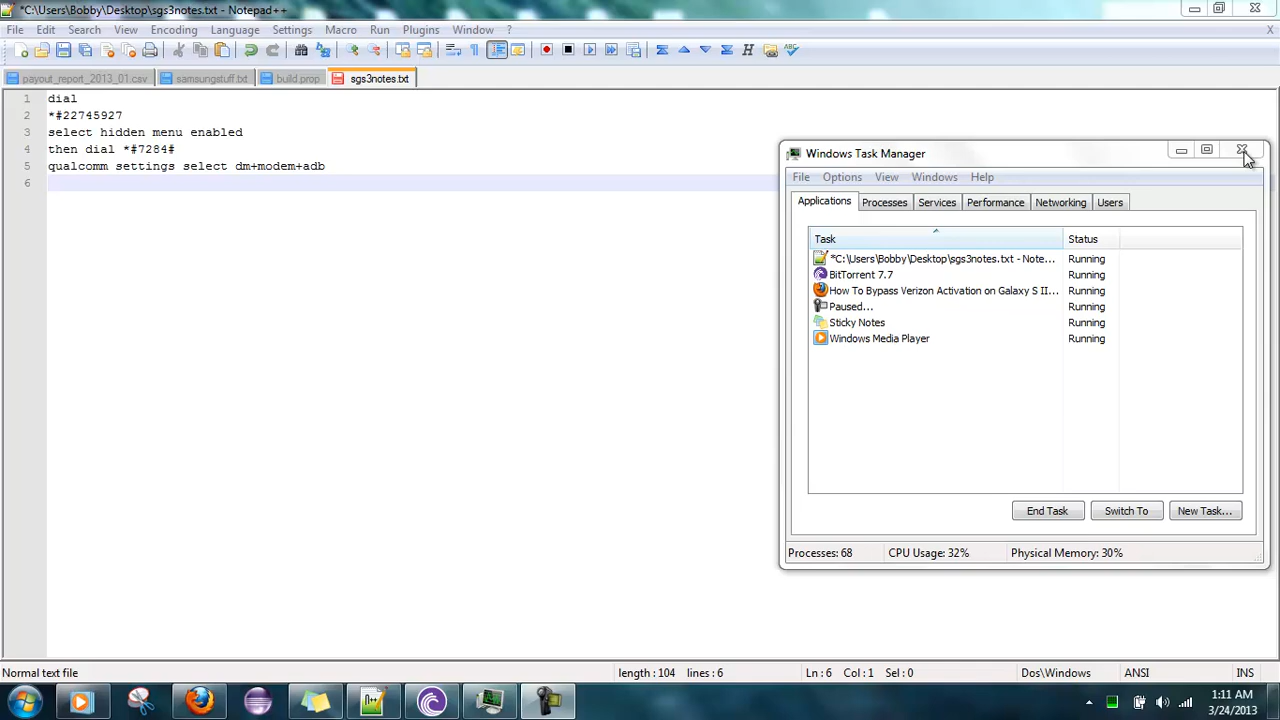 *C:\Users\Bobby\Desktop\sgs3notes.txt - Notepad++
File Edit Search View Encoding Language Settings Macro Run Plugins Window ? X
payout_report_2013_01.csv samsungstuff.txt build.prop sgs3notes.txt
1 dial
2 *#22745927
3 select hidden menu enabled
4 then dial *#7284#
5 qualcomm settings select dm+modem+adb
6
Windows Task Manager
File Options View Windows Help
Applications Processes Services Performance Networking Users
Task Status
*C:\Users\Bobby\Desktop\sgs3notes.txt - Note... Running
BitTorrent 7.7 Running
How To Bypass Verizon Activation on Galaxy S II... Running
Paused... Running
Sticky Notes Running
Windows Media Player Running
End Task Switch To New Task...
Processes: 68 CPU Usage: 32% Physical Memory: 30%
Normal text file length : 104 lines : 6 Ln : 6 Col : 1 Sel : 0 Dos\Windows ANSI INS
1:11 AM
3/24/2013